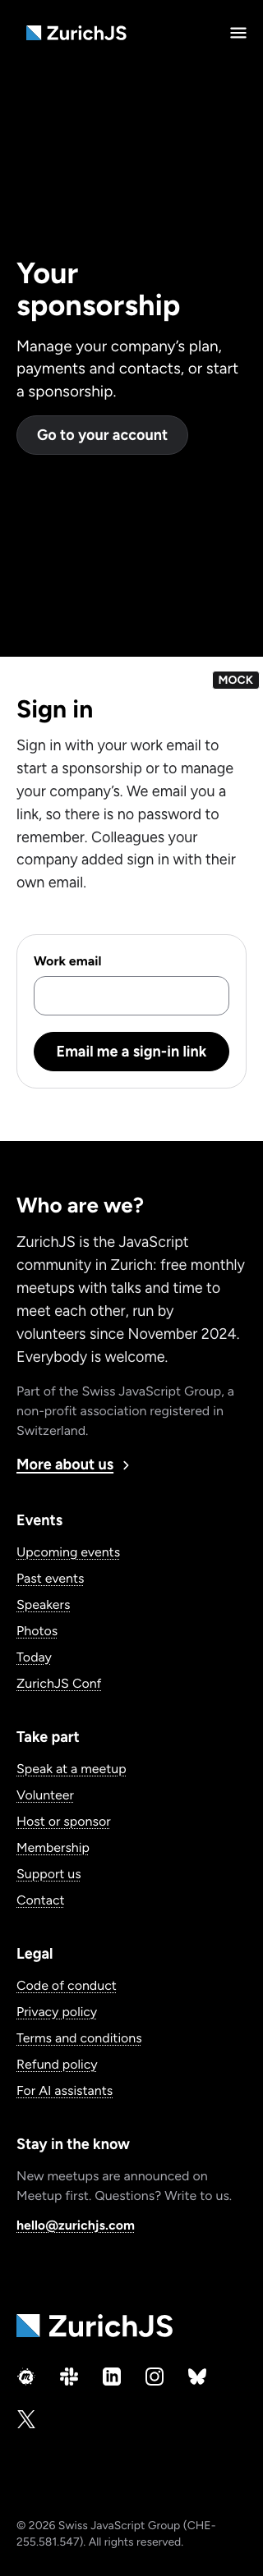 ZurichJS
Your
sponsorship
Manage your company’s plan,
payments and contacts, or start
a sponsorship.
Go to your account
MOCK
Sign in
Sign in with your work email to
start a sponsorship or to manage
your company’s. We email you a
link, so there is no password to
remember. Colleagues your
company added sign in with their
own email.
Work email
Email me a sign-in link
Who are we?
ZurichJS is the JavaScript
community in Zurich: free monthly
meetups with talks and time to
meet each other, run by
volunteers since November 2024.
Everybody is welcome.
Part of the Swiss JavaScript Group, a
non-profit association registered in
Switzerland.
More about us
Events
Upcoming events
Past events
Speakers
Photos
Today
ZurichJS Conf
Take part
Speak at a meetup
Volunteer
Host or sponsor
Membership
Support us
Contact
Legal
Code of conduct
Privacy policy
Terms and conditions
Refund policy
For AI assistants
Stay in the know
New meetups are announced on
Meetup first. Questions? Write to us.
hello@zurichjs.com
ZurichJS
© 2026 Swiss JavaScript Group (CHE-
255.581.547). All rights reserved.